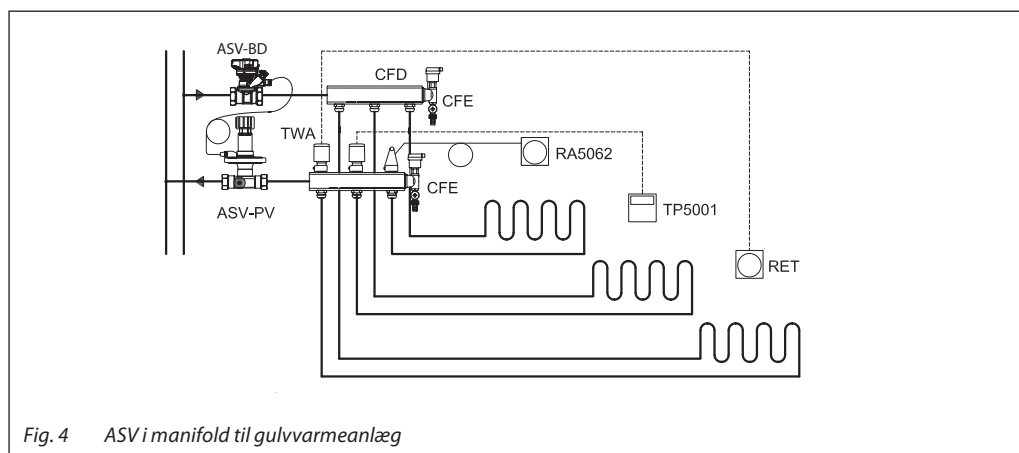 ASV-BD
CFD
CFE
TWA
RA5062
CFE
ASV-PV
TP5001
RET
Fig. 4 ASV i manifold til gulvvarmeanlæg